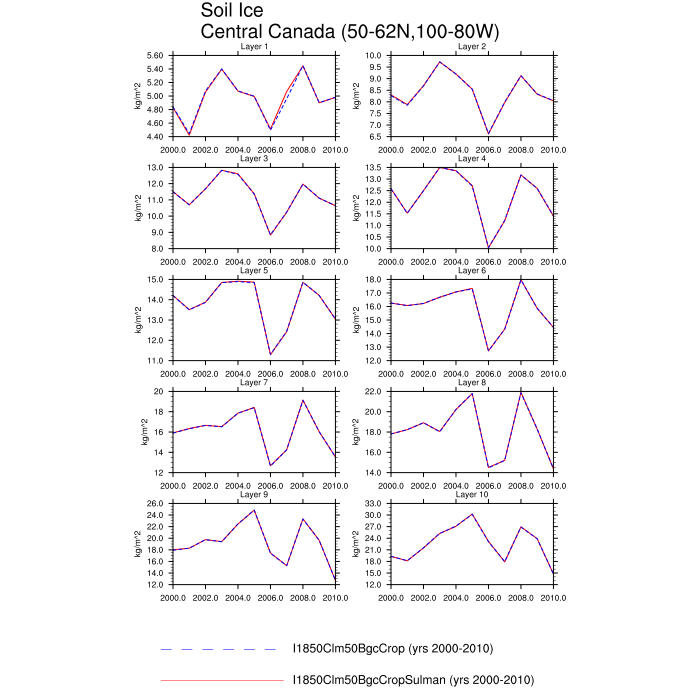 Soil Ice
Central Canada (50-62N,100-80W)
Layer 1
kg/m^2
5.60
5.40
5.20
5.00
4.80
4.60
4.40
2000.0 2002.0 2004.0 2006.0 2008.0 2010.0
Layer 2
kg/m^2
10.0
9.5
9.0
8.5
8.0
7.5
7.0
6.5
2000.0 2002.0 2004.0 2006.0 2008.0 2010.0
Layer 3
kg/m^2
13.0
12.0
11.0
10.0
9.0
8.0
2000.0 2002.0 2004.0 2006.0 2008.0 2010.0
Layer 4
kg/m^2
13.5
13.0
12.5
12.0
11.5
11.0
10.5
10.0
2000.0 2002.0 2004.0 2006.0 2008.0 2010.0
Layer 5
kg/m^2
15.0
14.0
13.0
12.0
11.0
2000.0 2002.0 2004.0 2006.0 2008.0 2010.0
Layer 6
kg/m^2
18.0
17.0
16.0
15.0
14.0
13.0
12.0
2000.0 2002.0 2004.0 2006.0 2008.0 2010.0
Layer 7
kg/m^2
20
18
16
14
12
2000.0 2002.0 2004.0 2006.0 2008.0 2010.0
Layer 8
kg/m^2
22.0
20.0
18.0
16.0
14.0
2000.0 2002.0 2004.0 2006.0 2008.0 2010.0
Layer 9
kg/m^2
26.0
24.0
22.0
20.0
18.0
16.0
14.0
12.0
2000.0 2002.0 2004.0 2006.0 2008.0 2010.0
Layer 10
kg/m^2
33.0
30.0
27.0
24.0
21.0
18.0
15.0
12.0
2000.0 2002.0 2004.0 2006.0 2008.0 2010.0
I1850Clm50BgcCrop (yrs 2000-2010)
I1850Clm50BgcCropSulman (yrs 2000-2010)